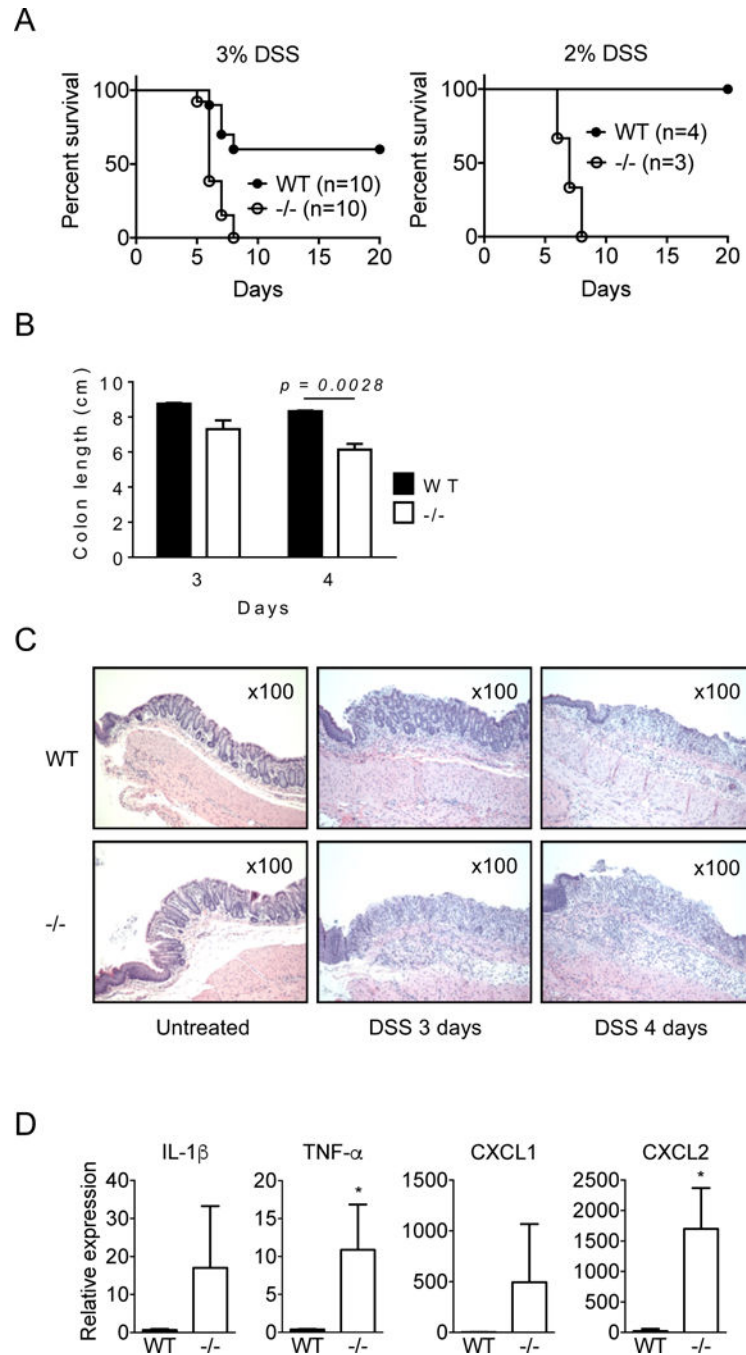 A
3% DSS
2% DSS
Percent survival
100
50
0
WT (n=10)
-/- (n=10)
0 5 10 15 20
Days
Percent survival
100
50
0
WT (n=4)
-/- (n=3)
0 5 10 15 20
Days
B
Colon length (cm)
10
8
6
4
2
0
p = 0.0028
WT
-/-
3 4
Days
C
WT
x100 x100 x100
-/-
x100 x100 x100
Untreated DSS 3 days DSS 4 days
D
Relative expression
IL-1β
40
30
20
10
0
WT -/-
TNF-α
20
15
10
5
0
*
WT -/-
CXCL1
1500
1000
500
0
WT -/-
CXCL2
2500
2000
1500
1000
500
0
*
WT -/-